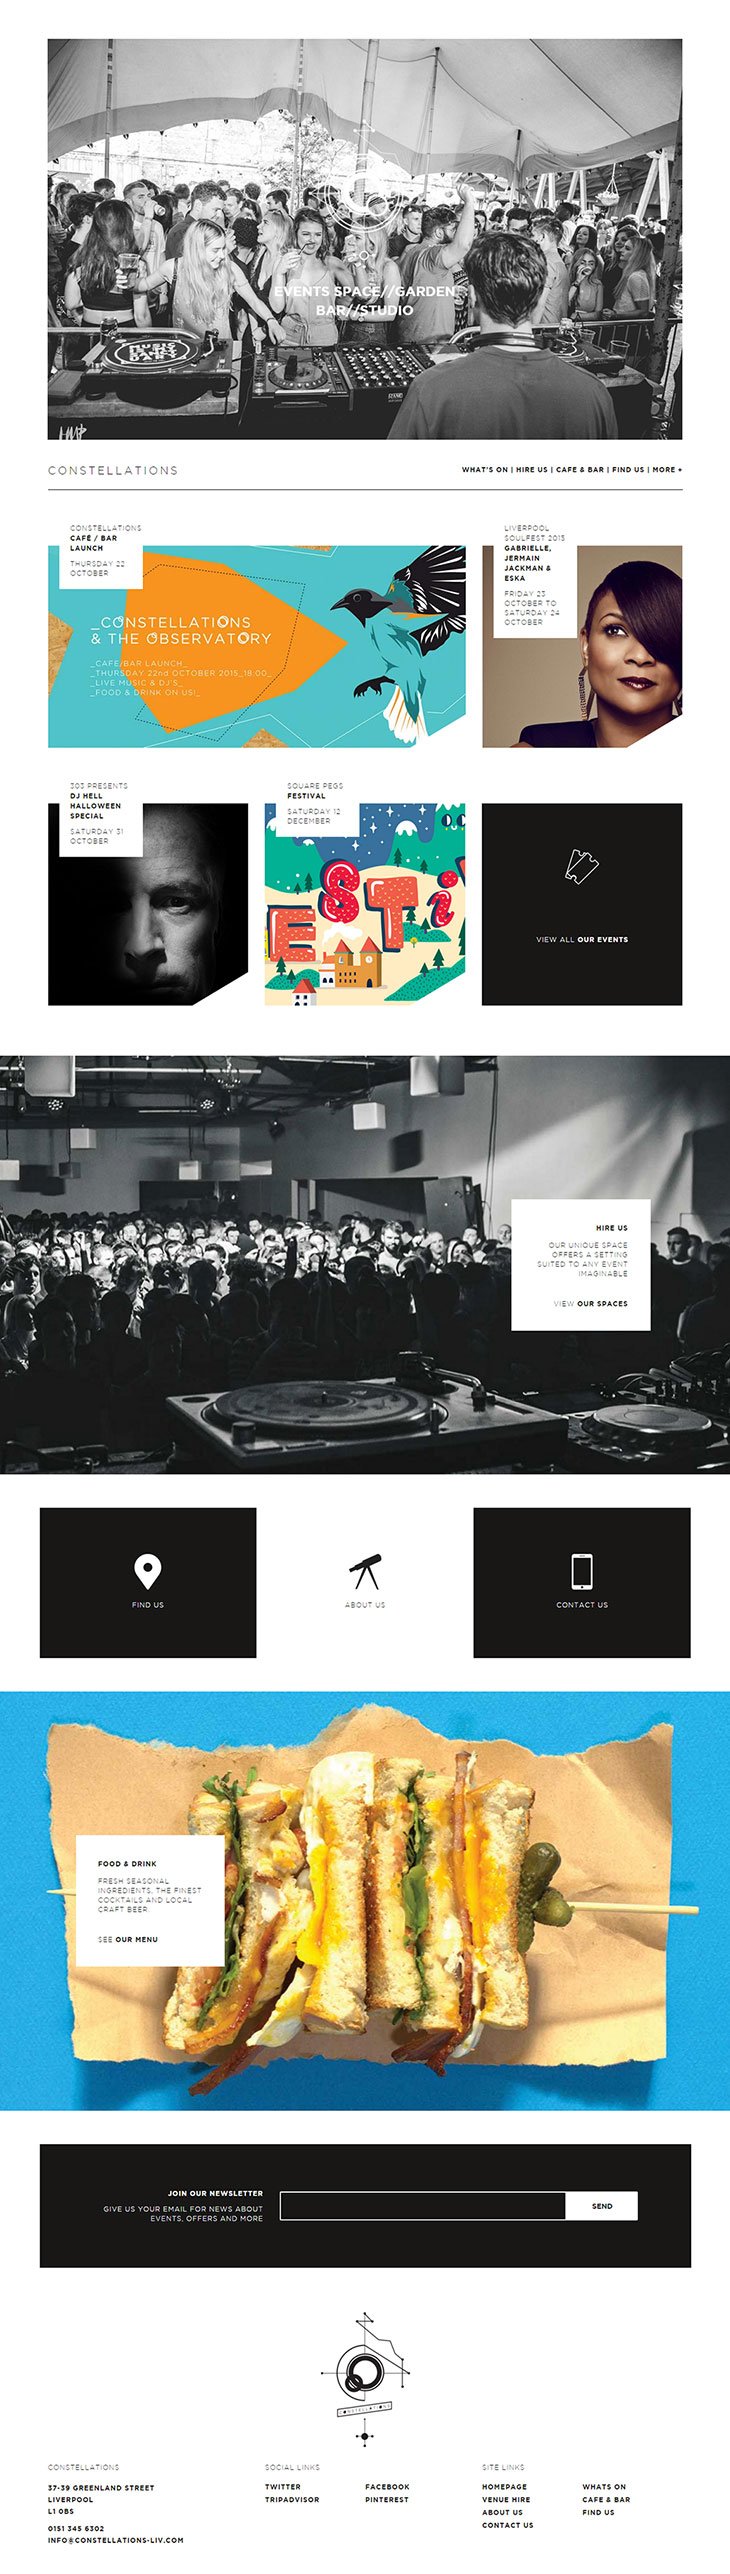 EVENTS SPACE//GARDEN
BAR//STUDIO
CONSTELLATIONS
WHAT'S ON | HIRE US | CAFE & BAR | FIND US | MORE +
CONSTELLATIONS
CAFÉ / BAR
LAUNCH
THURSDAY 22
OCTOBER
_CONSTELLATIONS
& THE OBSERVATORY
_CAFE/BAR LAUNCH_
_THURSDAY 22nd OCTOBER 2015_18:00_
_LIVE MUSIC & DJ'S_
_FOOD & DRINK ON US!_
LIVERPOOL
SOULFEST 2015
GABRIELLE,
JERMAIN
JACKMAN &
ESKA
FRIDAY 23
OCTOBER TO
SATURDAY 24
OCTOBER
303 PRESENTS
DJ HELL
HALLOWEEN
SPECIAL
SATURDAY 31
OCTOBER
SQUARE PEGS
FESTIVAL
SATURDAY 12
DECEMBER
ESTi
VIEW ALL OUR EVENTS
HIRE US
OUR UNIQUE SPACE
OFFERS A SETTING
SUITED TO ANY EVENT
IMAGINABLE
VIEW OUR SPACES
FIND US
ABOUT US
CONTACT US
FOOD & DRINK
FRESH SEASONAL
INGREDIENTS, THE FINEST
COCKTAILS AND LOCAL
CRAFT BEER.
SEE OUR MENU
JOIN OUR NEWSLETTER
GIVE US YOUR EMAIL FOR NEWS ABOUT
EVENTS, OFFERS AND MORE
SEND
CONSTELLATIONS
CONSTELLATIONS
37-39 GREENLAND STREET
LIVERPOOL
L1 0BS
0151 345 6302
INFO@CONSTELLATIONS-LIV.COM
SOCIAL LINKS
TWITTER
FACEBOOK
TRIPADVISOR
PINTEREST
SITE LINKS
HOMEPAGE
WHATS ON
VENUE HIRE
CAFE & BAR
ABOUT US
FIND US
CONTACT US